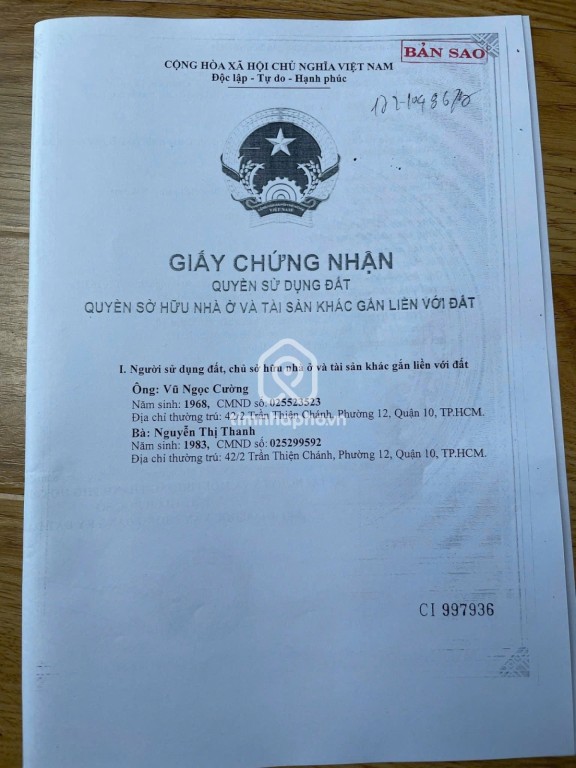 BẢN SAO
CỘNG HÒA XÃ HỘI CHỦ NGHĨA VIỆT NAM
Độc lập - Tự do - Hạnh phúc
VIỆT NAM
GIẤY CHỨNG NHẬN
QUYỀN SỬ DỤNG ĐẤT
QUYỀN SỞ HỮU NHÀ Ở VÀ TÀI SẢN KHÁC GẮN LIỀN VỚI ĐẤT
I. Người sử dụng đất, chủ sở hữu nhà ở và tài sản khác gắn liền với đất
Ông: Vũ Ngọc Cường
Năm sinh: 1968, CMND số:
Địa chỉ thường trú: 42/2 Trần Thiện Chánh, Phường 12, Quận 10, TP.HCM.
timnhapho.vn
Bà: Nguyễn Thị Thanh
Năm sinh: 1983, CMND số: 025299592
Địa chỉ thường trú: 42/2 Trần Thiện Chánh, Phường 12, Quận 10, TP.HCM.
CI 997936